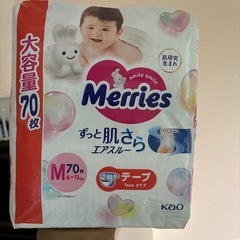 大容量
70枚
smile smile
肌研究
生まれ
Merries
ずっと肌さら
エアスルー
M 70枚
6~11kg
テープ
Tape タイプ
Kao